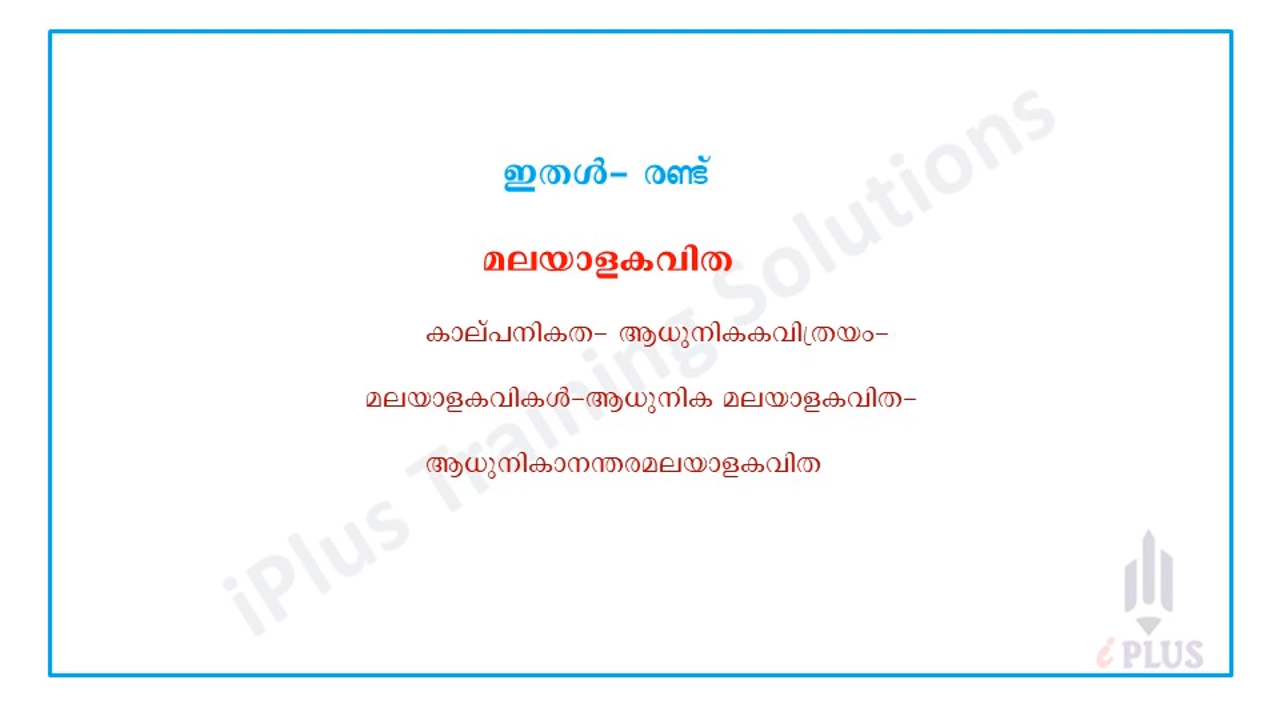 ഇതൾ- രണ്ട്
മലയാളകവിത
കാല്പനികത- ആധുനികകവിത്രയം-
മലയാളകവികൾ-ആധുനിക മലയാളകവിത-
ആധുനികാനന്തരമലയാളകവിത
iPlus Training Solutions
i PLUS